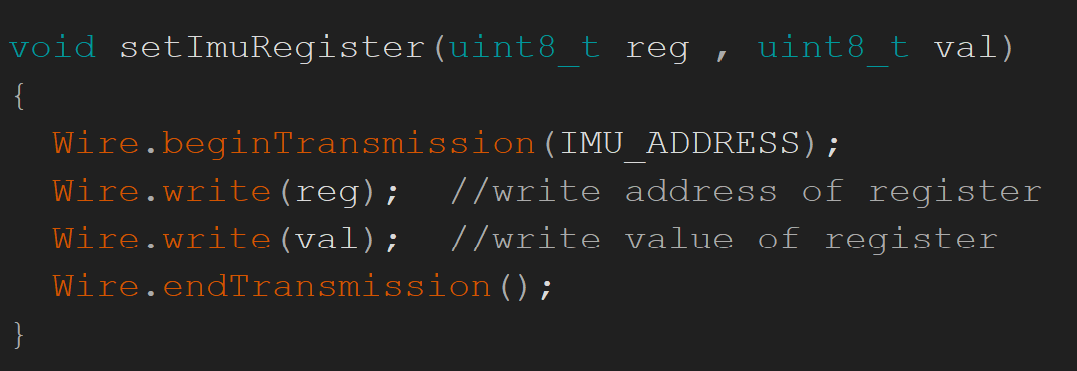 void setImuRegister(uint8_t reg , uint8_t val)
{
  Wire.beginTransmission(IMU_ADDRESS);
  Wire.write(reg);  //write address of register
  Wire.write(val);  //write value of register
  Wire.endTransmission();
}